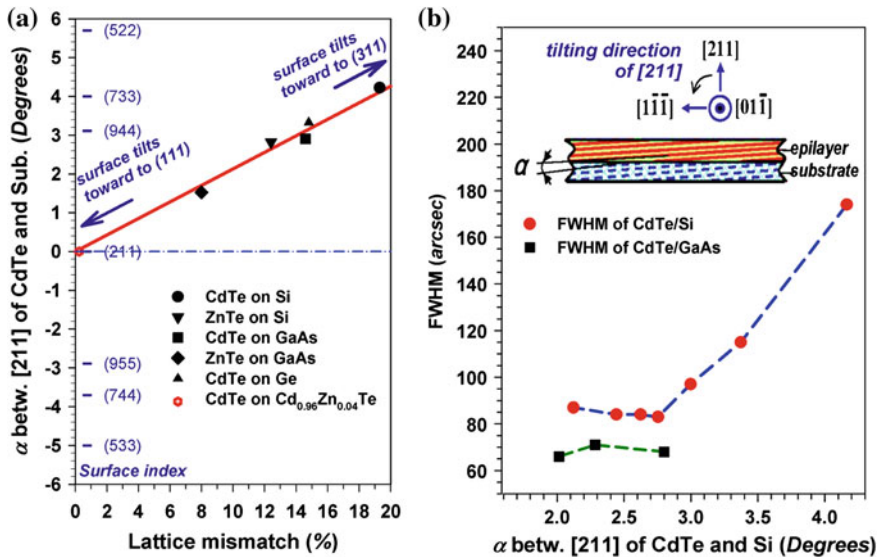 (a)
α betw. [211] of CdTe and Sub. (Degrees)
6
5
4
3
2
1
0
-1
-2
-3
-4
-5
-6
(522)
(733)
(944)
(211)
(955)
(744)
(533)
Surface index
surface tilts
toward to (311)
surface tilts
toward to (111)
CdTe on Si
ZnTe on Si
CdTe on GaAs
ZnTe on GaAs
CdTe on Ge
CdTe on Cd0.96Zn0.04Te
0 2 4 6 8 10 12 14 16 18 20
Lattice mismatch (%)
(b)
FWHM (arcsec)
240
220
200
180
160
140
120
100
80
60
tilting direction
of [211]
[211]
[11̅1̅]
[011̅]
α
epilayer
substrate
FWHM of CdTe/Si
FWHM of CdTe/GaAs
2.0 2.5 3.0 3.5 4.0
α betw. [211] of CdTe and Si (Degrees)